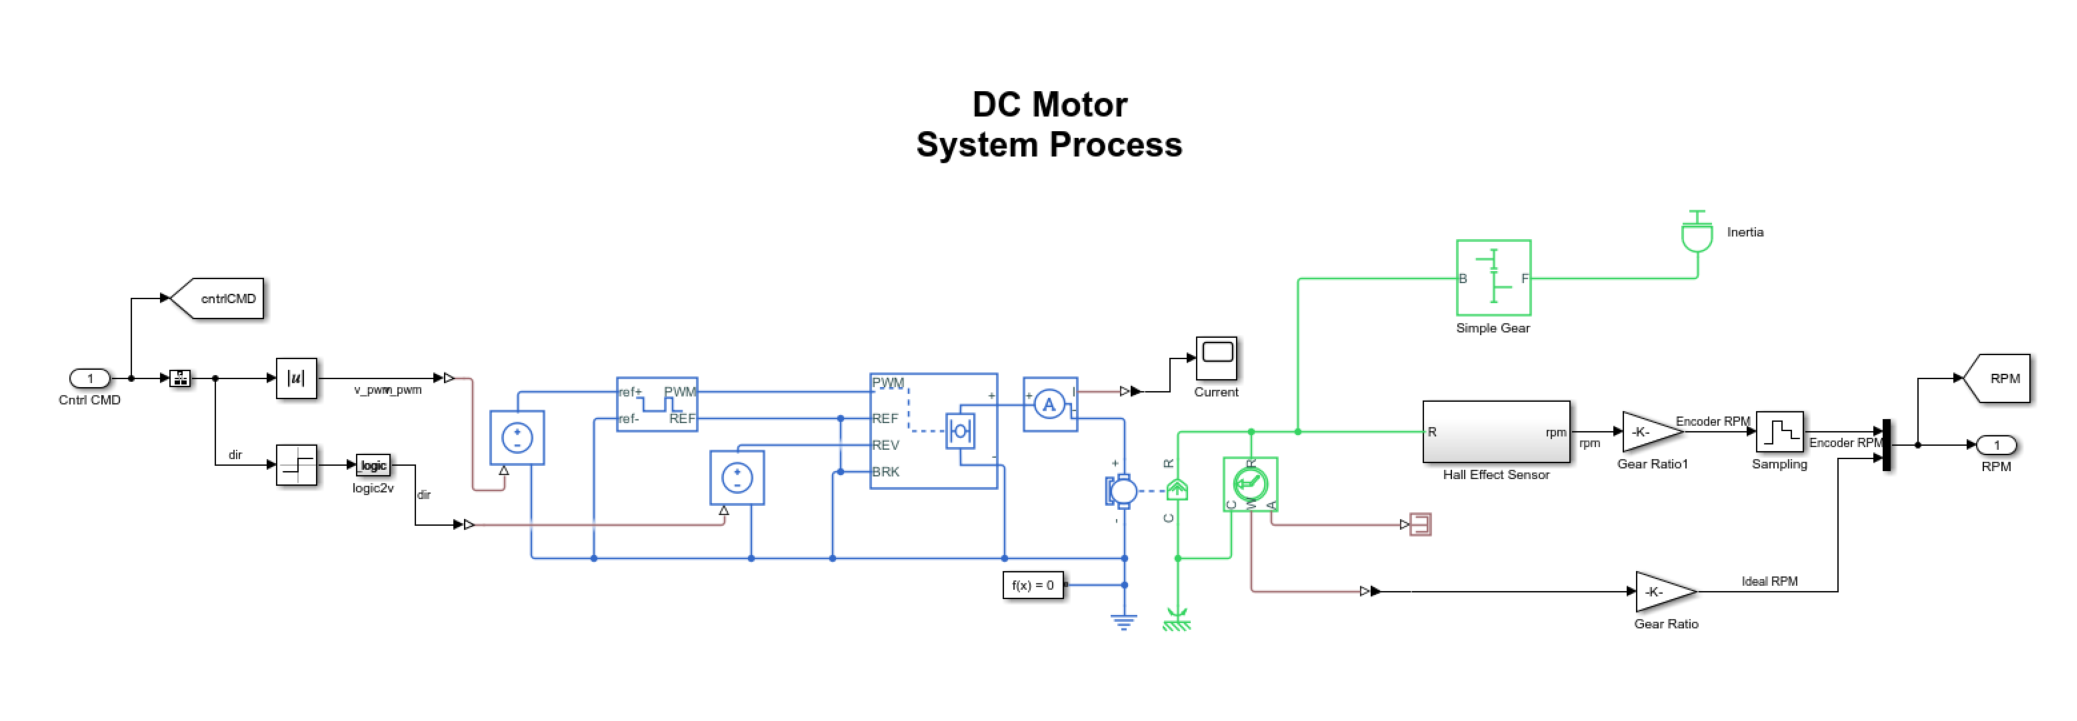 DC Motor
System Process
Inertia
B
F
Simple Gear
cntrlCMD
1
Cntrl CMD
|u|
v_pwm
_pwm
dir
logic
logic2v
dir
ref+
PWM
ref-
REF
PWM
REF
REV
BRK
+
-
+
A
I
-
Current
+
-
f(x) = 0
R
C
R
C
W
A
R
rpm
Hall Effect Sensor
rpm
-K-
Gear Ratio1
Encoder RPM
Sampling
Encoder RPM
RPM
1
RPM
Ideal RPM
-K-
Gear Ratio